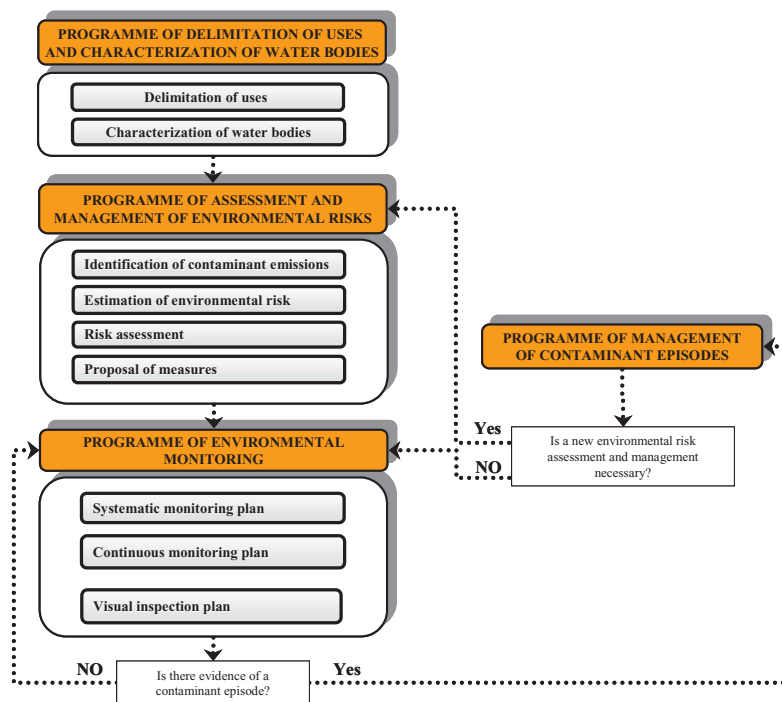 PROGRAMME OF DELIMITATION OF USES
AND CHARACTERIZATION OF WATER BODIES
Delimitation of uses
Characterization of water bodies
PROGRAMME OF ASSESSMENT AND
MANAGEMENT OF ENVIRONMENTAL RISKS
Identification of contaminant emissions
Estimation of environmental risk
Risk assessment
Proposal of measures
PROGRAMME OF MANAGEMENT
OF CONTAMINANT EPISODES
Yes
NO
Is a new environmental risk
assessment and management
necessary?
PROGRAMME OF ENVIRONMENTAL
MONITORING
Systematic monitoring plan
Continuous monitoring plan
Visual inspection plan
NO
Is there evidence of a
contaminant episode?
Yes